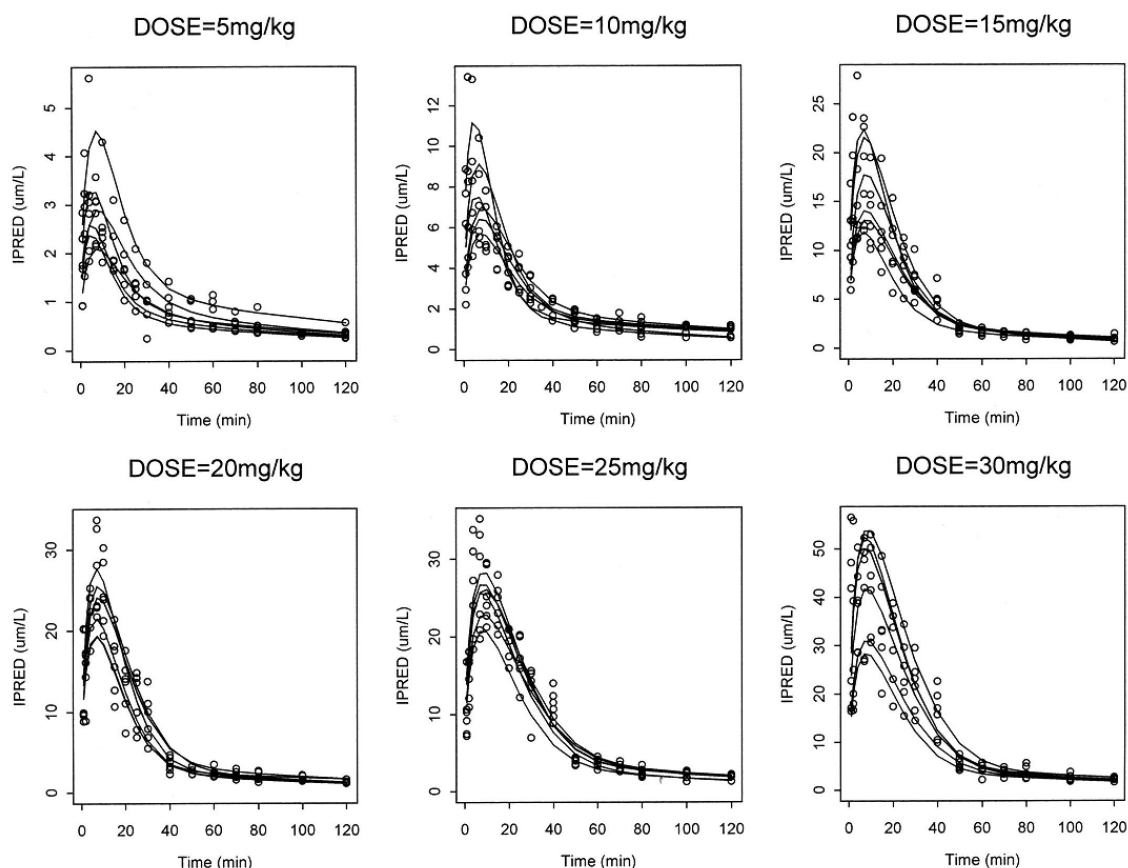 DOSE=5mg/kg
IPRED (um/L)
5
4
3
2
1
0
0 20 40 60 80 100 120
Time (min)
DOSE=10mg/kg
IPRED (um/L)
12
10
8
6
4
2
0
0 20 40 60 80 100 120
Time (min)
DOSE=15mg/kg
IPRED (um/L)
25
20
15
10
5
0
0 20 40 60 80 100 120
Time (min)
DOSE=20mg/kg
IPRED (um/L)
30
20
10
0
0 20 40 60 80 100 120
Time (min)
DOSE=25mg/kg
IPRED (um/L)
30
20
10
0
0 20 40 60 80 100 120
Time (min)
DOSE=30mg/kg
IPRED (um/L)
50
40
30
20
10
0
0 20 40 60 80 100 120
Time (min)